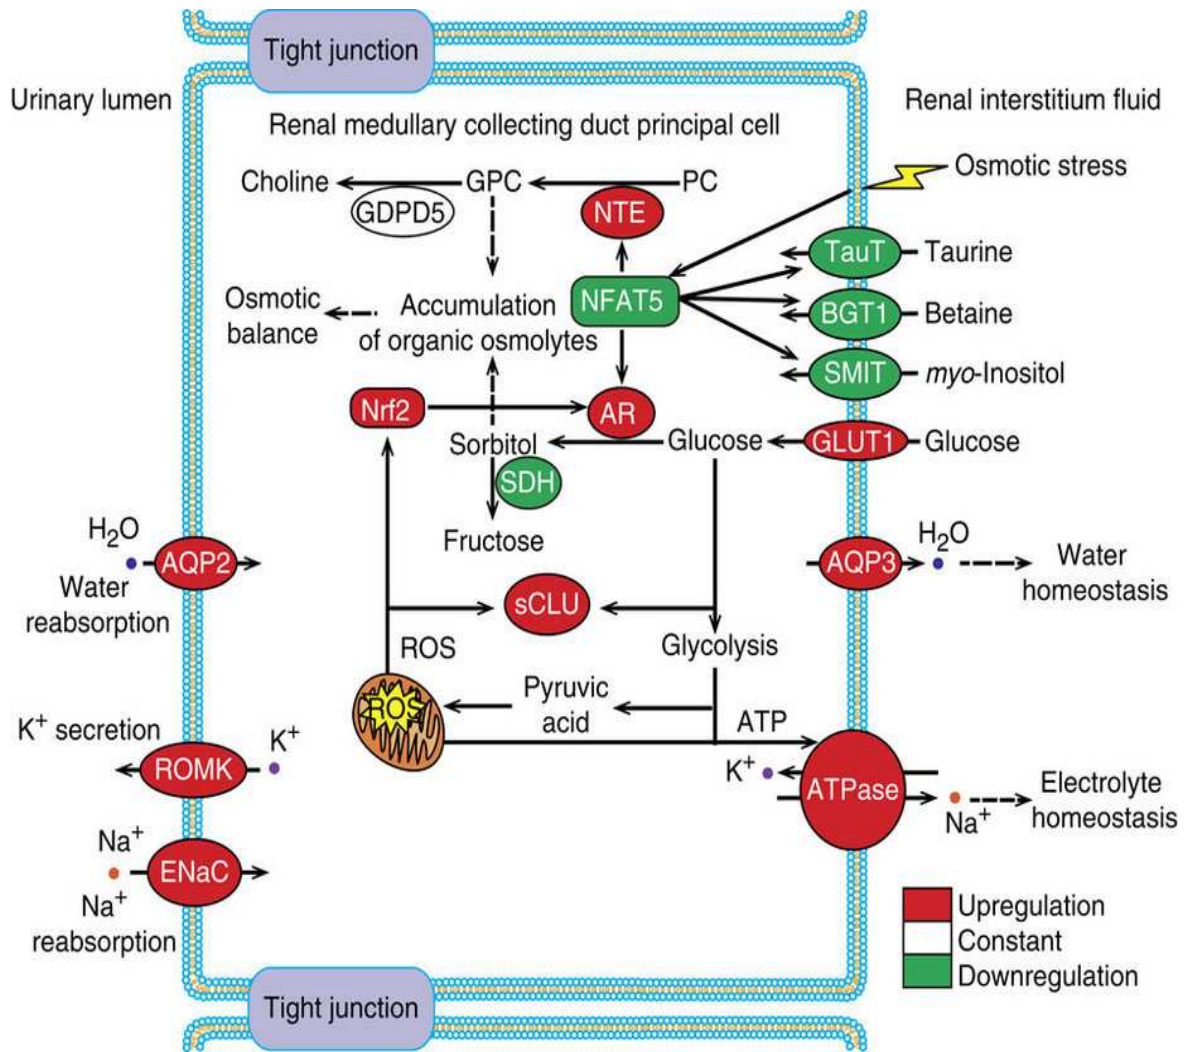 Tight junction
Urinary lumen
Renal interstitium fluid
Renal medullary collecting duct principal cell
Osmotic stress
Choline
GPC
PC
GDPD5
NTE
TauT
Taurine
NFAT5
BGT1
Betaine
Osmotic
balance
Accumulation
of organic osmolytes
SMIT
myo-Inositol
Nrf2
AR
Sorbitol
Glucose
GLUT1
Glucose
SDH
Fructose
H₂O
AQP2
Water
reabsorption
AQP3
H₂O
Water
homeostasis
sCLU
ROS
Glycolysis
ROS
Pyruvic
acid
ATP
K⁺ secretion
K⁺
ROMK
K⁺
ATPase
Na⁺
Electrolyte
homeostasis
Na⁺
ENaC
Na⁺
reabsorption
Upregulation
Constant
Downregulation
Tight junction